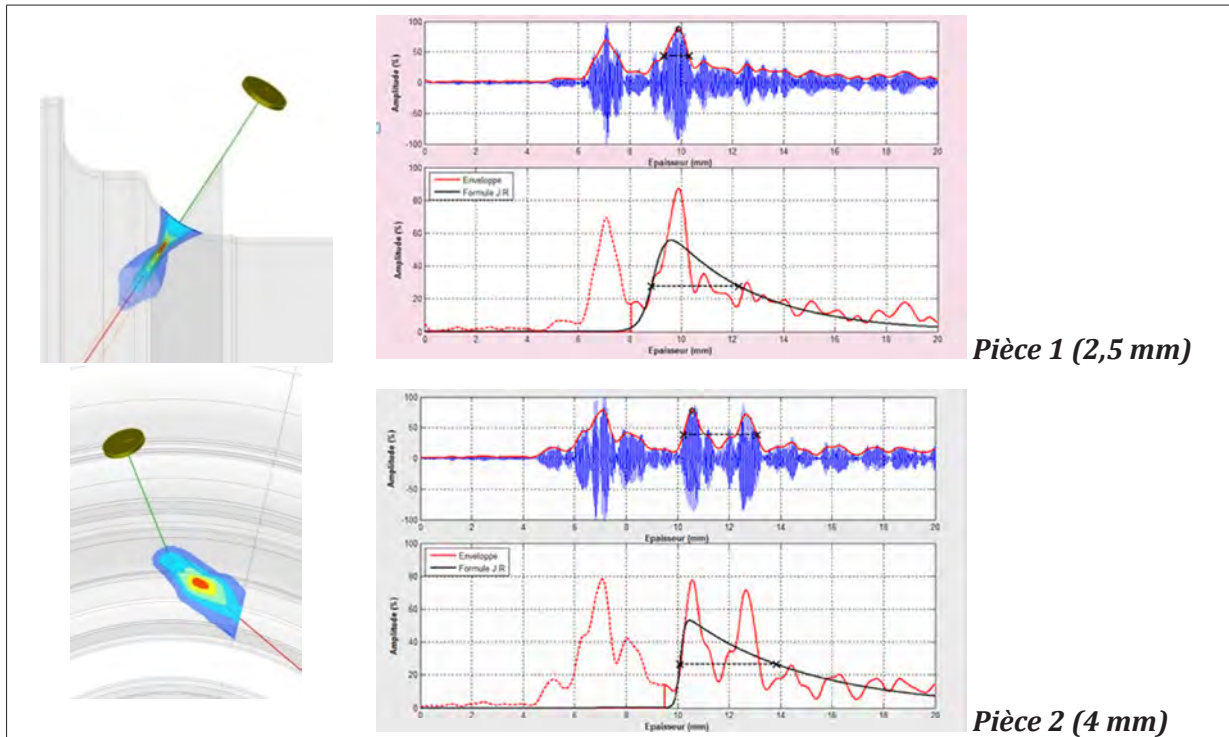 100
50
0
-50
-100
Amplitude (%)
0 2 4 6 8 10 12 14 16 18 20
Epaisseur (mm)
100
80
60
40
20
0
Amplitude (%)
Enveloppe
Formule J.R
0 2 4 6 8 10 12 14 16 18 20
Epaisseur (mm)
Pièce 1 (2,5 mm)
100
50
0
-50
-100
Amplitude (%)
0 2 4 6 8 10 12 14 16 18 20
Epaisseur (mm)
100
80
60
40
20
0
Amplitude (%)
Enveloppe
Formule J.R
0 2 4 6 8 10 12 14 16 18 20
Epaisseur (mm)
Pièce 2 (4 mm)